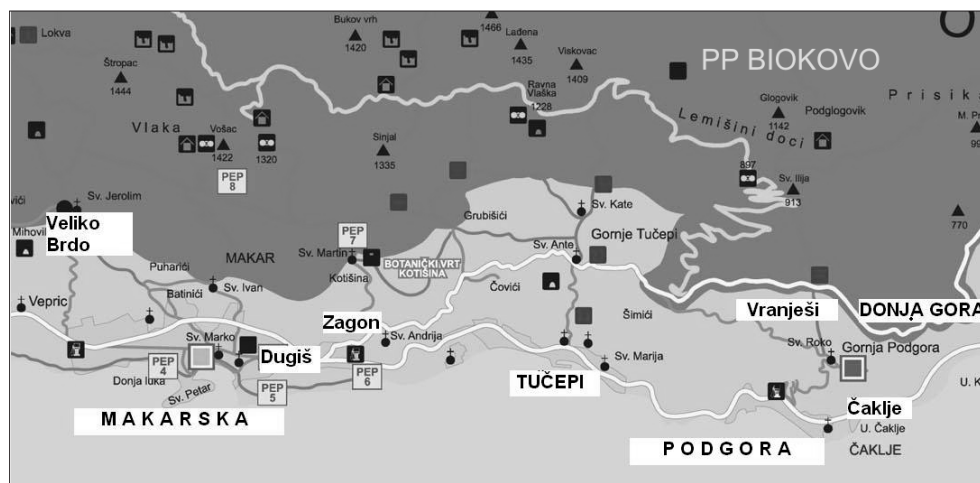 Lokva
Bukov vrh
1420
1466
Lađena
1435
Viskovac
1409
PP BIOKOVO
Štropac
1444
Ravna
Vlaška
1228
Glogovik
1142
Podglogovik
Prisik
M. Pr
99
Lemišini doci
Vlaka
Vošac
1422
1320
Sinjal
1335
897
Sv. Ilija
913
770
PEP
8
Sv. Jerolim
vići
Veliko
Brdo
Mihovil
Grubišići
Sv. Kate
PEP
7
Sv. Martin
MAKAR
BOTANIČKI VRT
KOTIŠINA
Kotišina
Sv. Ante
Gornje Tučepi
Puharići
Batinići
Sv. Ivan
Čovići
Vepric
Zagon
Šimići
Vranješi
DONJA GORA
Sv. Marko
Dugiš
Sv. Andrija
Sv. Roko
Gornja Podgora
PEP
4
Donja luka
Sv. Petar
PEP
5
PEP
6
TUČEPI
Sv. Marija
U. K
MAKARSKA
Čaklje
U. Čaklje
PODGORA
ČAKLJE